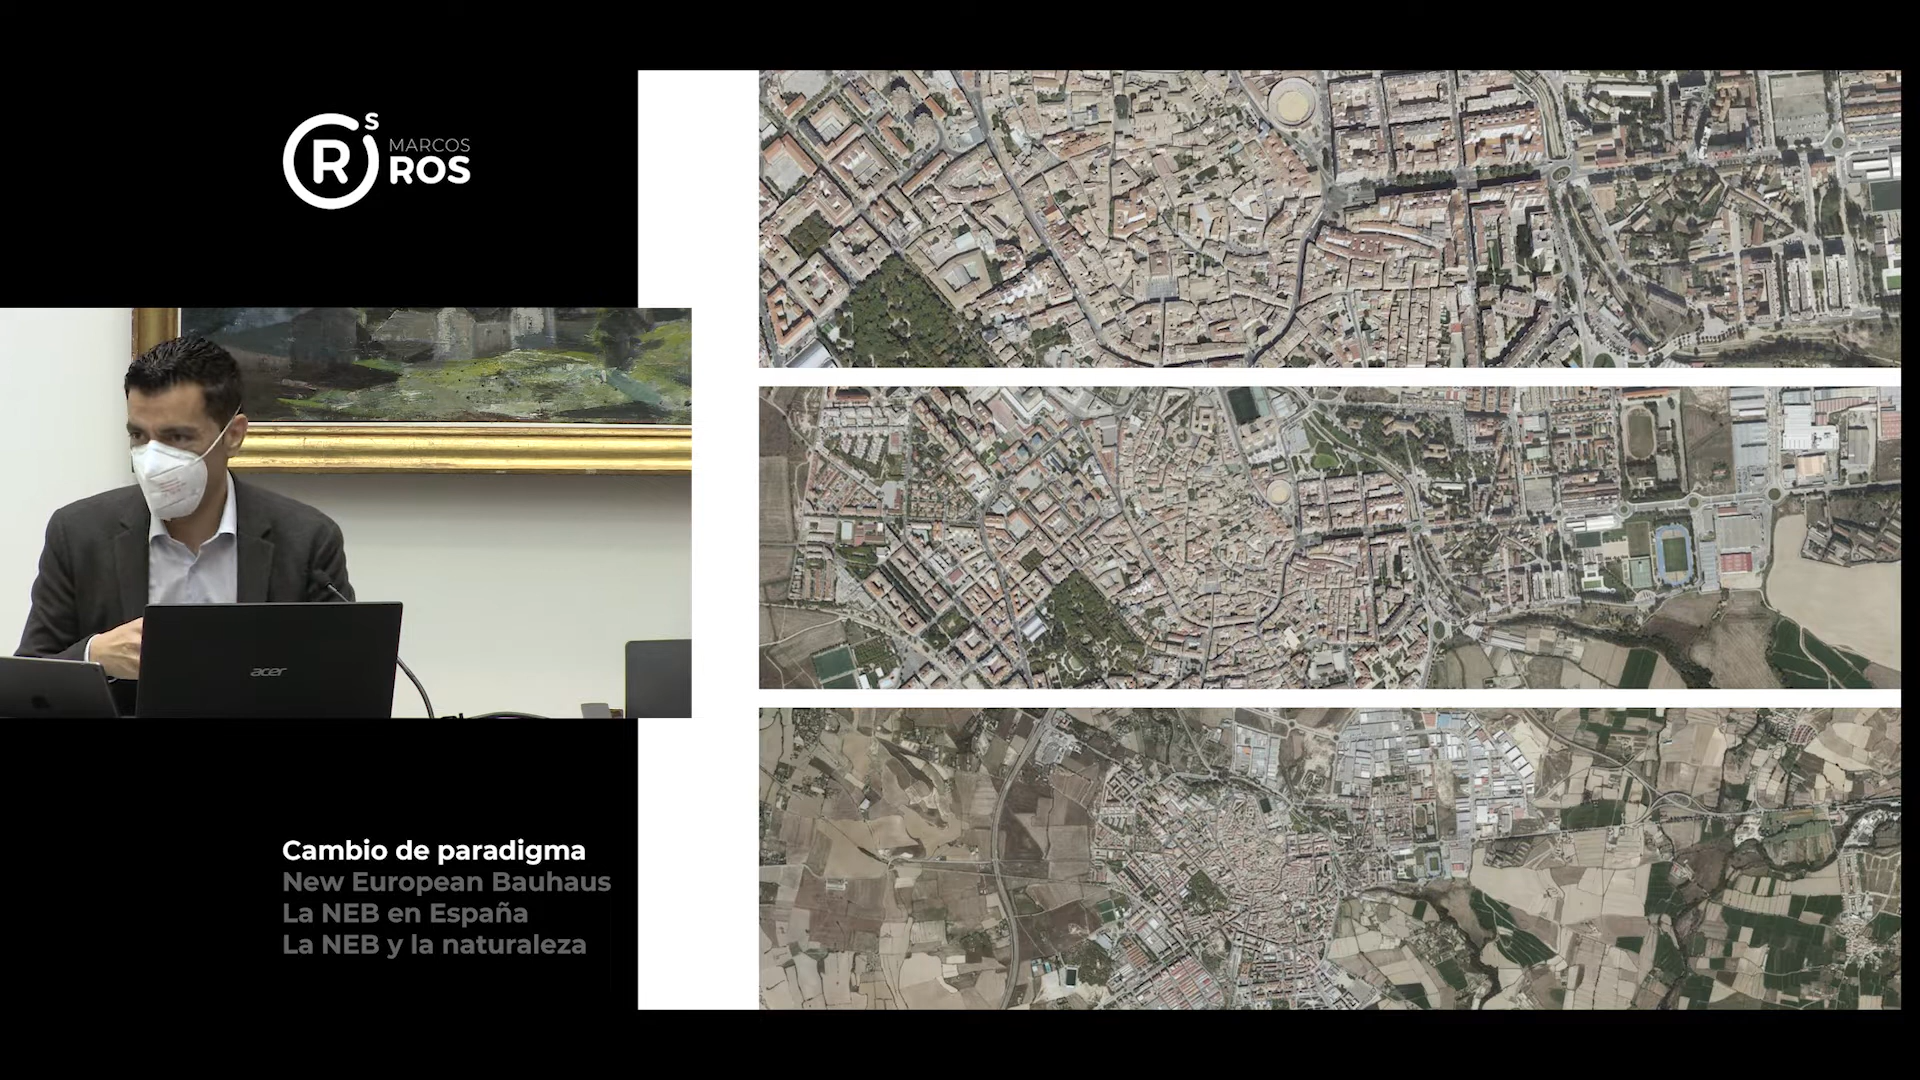 S
R
MARCOS
ROS
acer
Cambio de paradigma
New European Bauhaus
La NEB en España
La NEB y la naturaleza